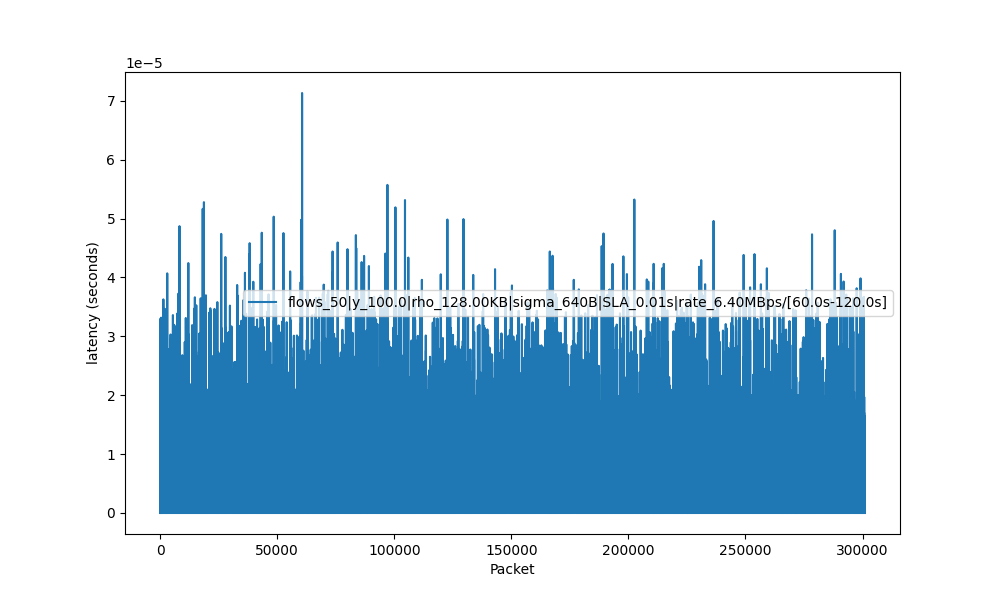 1e−5
7
6
5
4
3
2
1
0
latency (seconds)
flows_50|y_100.0|rho_128.00KB|sigma_640B|SLA_0.01s|rate_6.40MBps/[60.0s-120.0s]
0 50000 100000 150000 200000 250000 300000
Packet